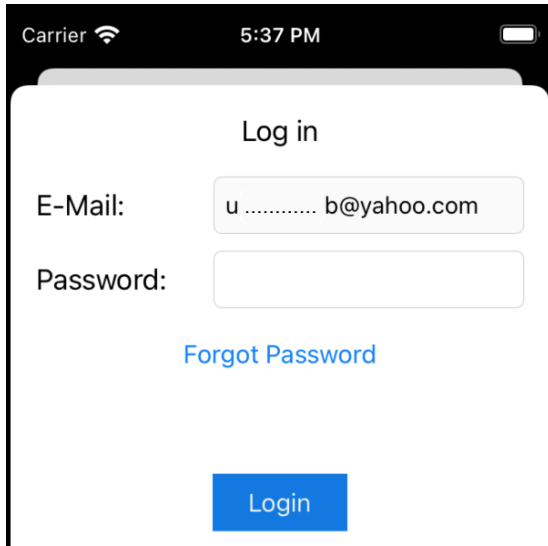 Carrier 5:37 PM
Log in
E-Mail: u ............ b@yahoo.com
Password:
Forgot Password
Login